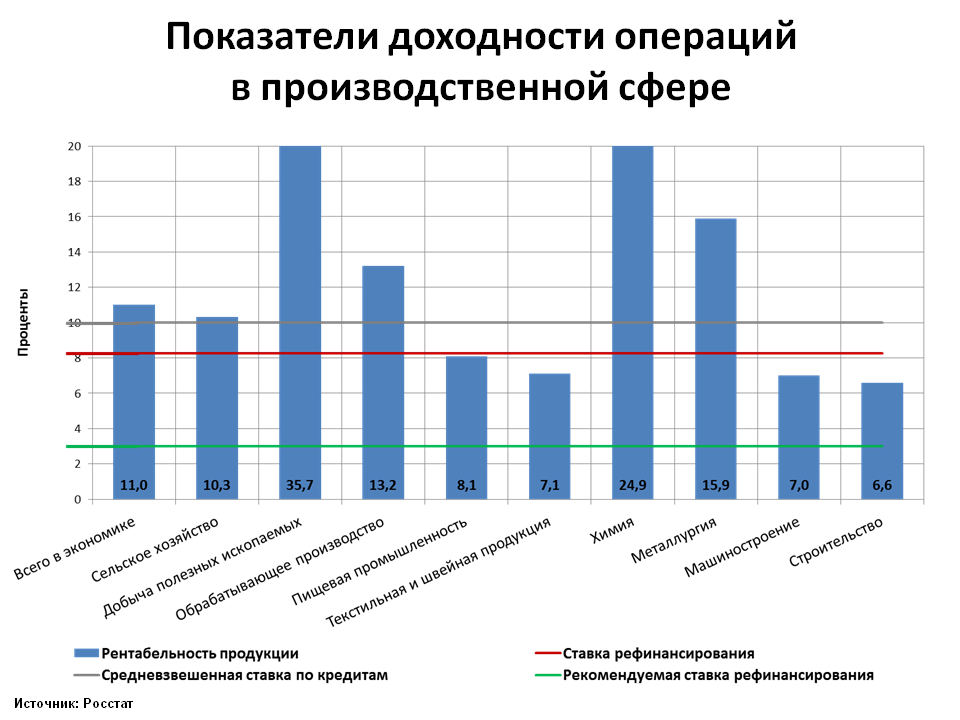 Показатели доходности операций
в производственной сфере
Проценты
20
18
16
14
12
10
8
6
4
2
0
11,0
10,3
35,7
13,2
8,1
7,1
24,9
15,9
7,0
6,6
Всего в экономике
Сельское хозяйство
Добыча полезных ископаемых
Обрабатывающее производство
Пищевая промышленность
Текстильная и швейная продукция
Химия
Металлургия
Машиностроение
Строительство
Рентабельность продукции
Ставка рефинансирования
Средневзвешенная ставка по кредитам
Рекомендуемая ставка рефинансирования
Источник: Росстат